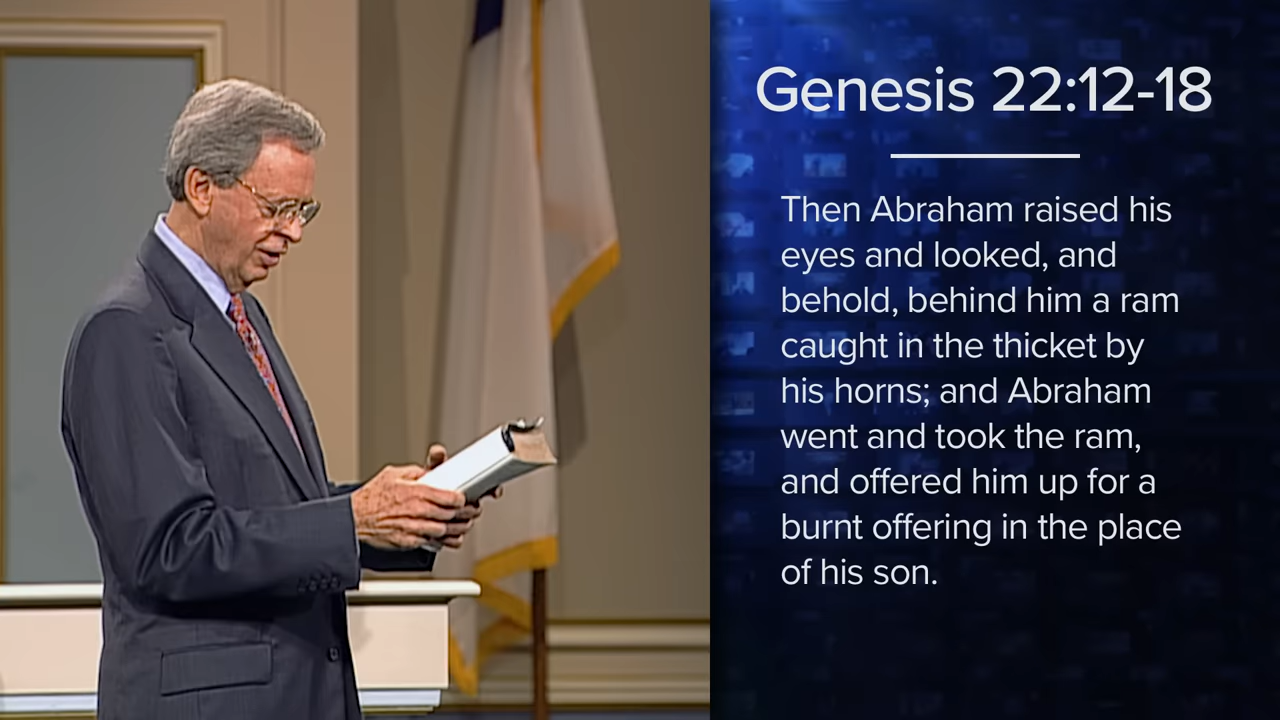 Genesis 22:12-18
Then Abraham raised his
eyes and looked, and
behold, behind him a ram
caught in the thicket by
his horns; and Abraham
went and took the ram,
and offered him up for a
burnt offering in the place
of his son.